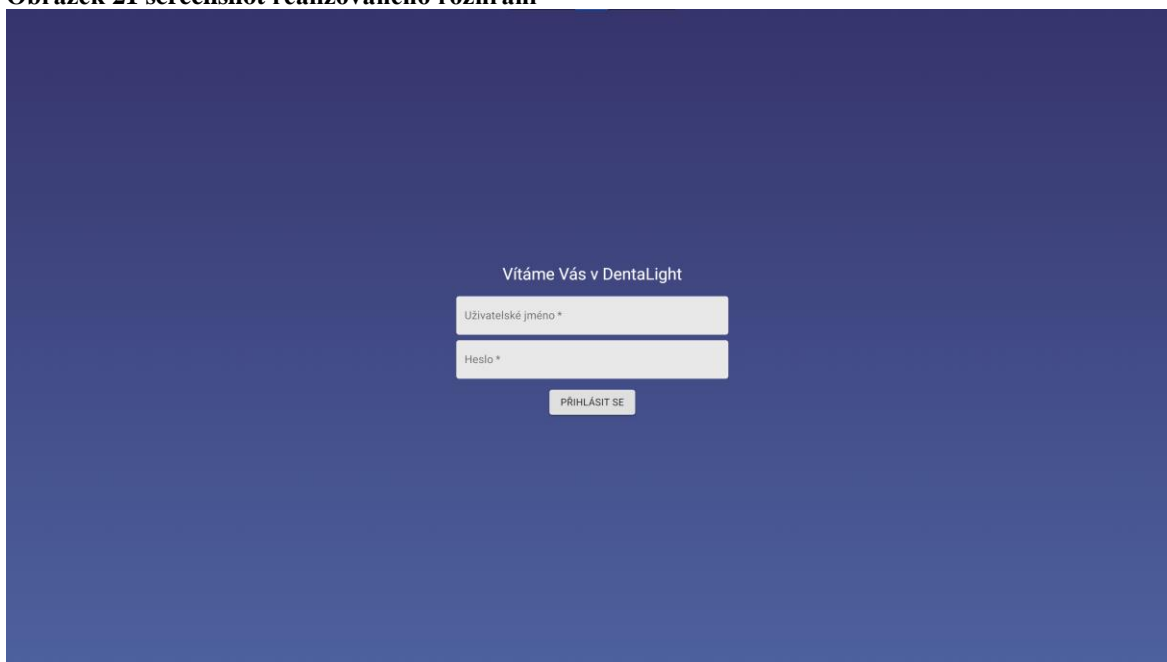 Obrázek 21 screenshot realizovaného rozhraní
Vítáme Vás v DentaLight
Uživatelské jméno *
Heslo *
PŘIHLÁSIT SE